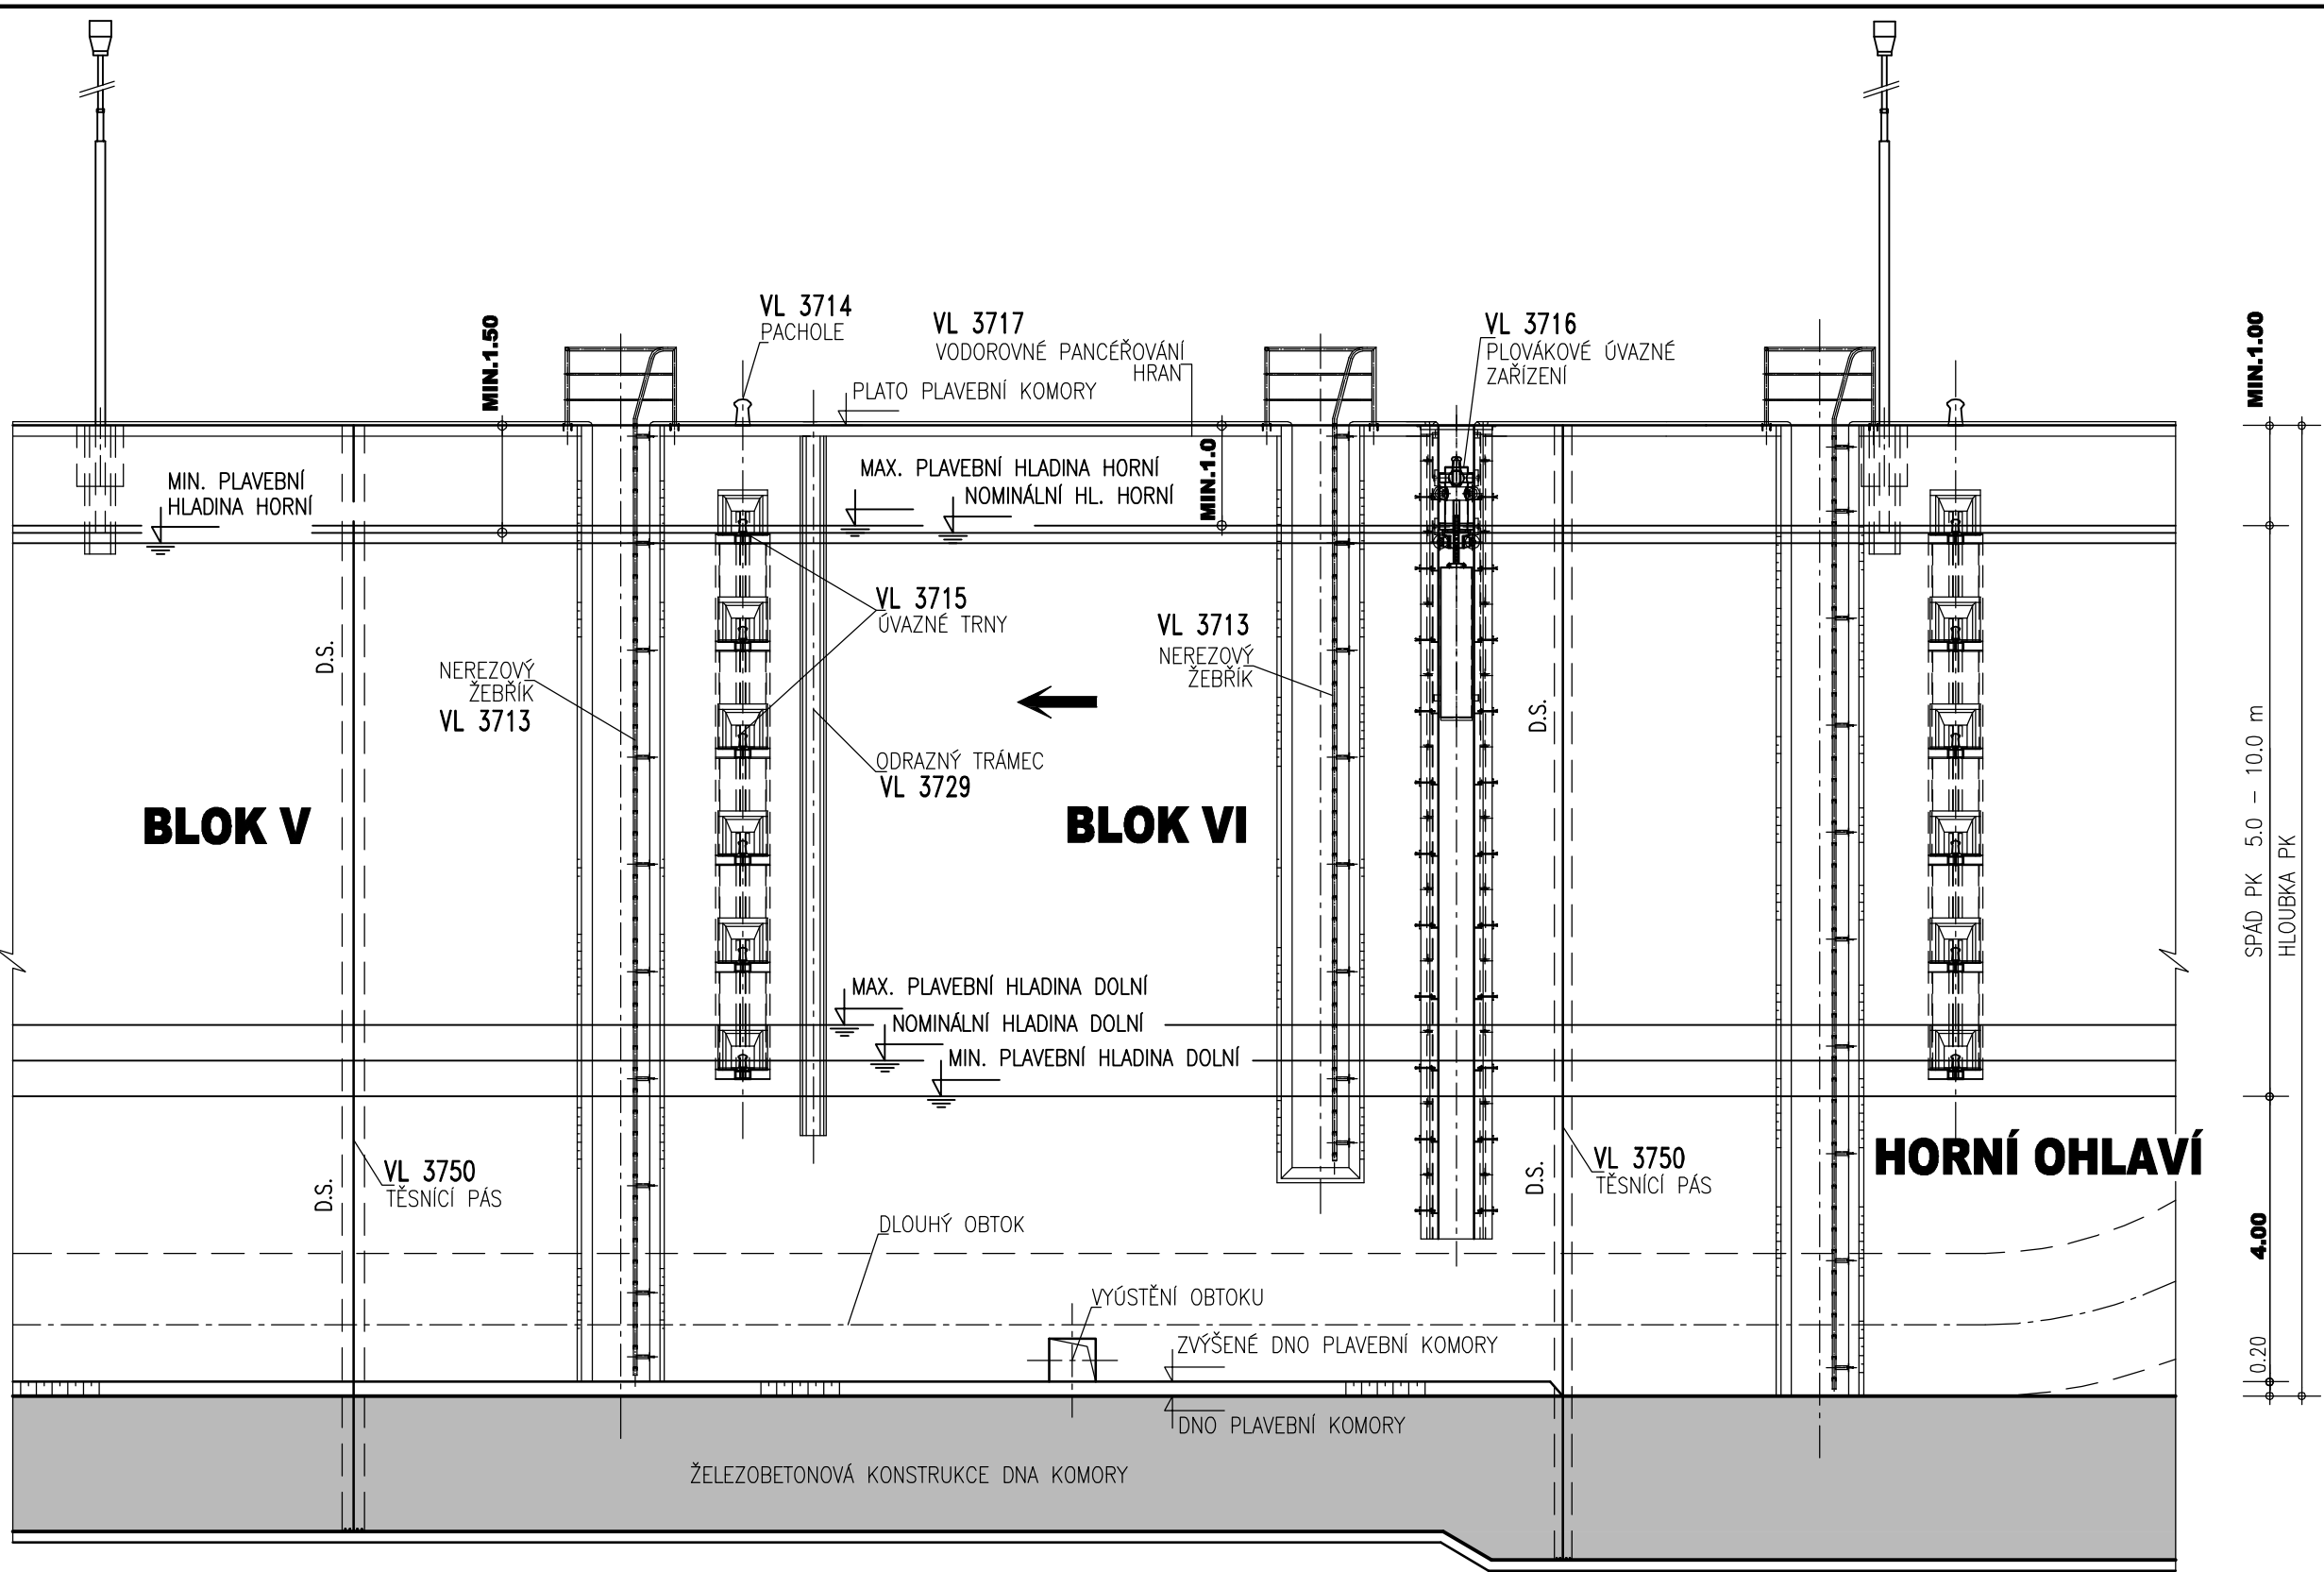 VL 3714
PACHOLE
VL 3717
VODOROVNÉ PANCÉŘOVÁNÍ
HRAN
VL 3716
PLOVÁKOVÉ ÚVAZNÉ
ZAŘÍZENÍ
MIN.1.50
MIN.1.00
PLATO PLAVEBNÍ KOMORY
MIN. PLAVEBNÍ
HLADINA HORNÍ
MAX. PLAVEBNÍ HLADINA HORNÍ
NOMINÁLNÍ HL. HORNÍ
MIN.1.0
VL 3715
ÚVAZNÉ TRNY
VL 3713
NEREZOVÝ
ŽEBŘÍK
D.S.
NEREZOVÝ
ŽEBŘÍK
VL 3713
D.S.
ODRAZNÝ TRÁMEC
VL 3729
BLOK V
BLOK VI
SPÁD PK 5.0 – 10.0 m
HLOUBKA PK
MAX. PLAVEBNÍ HLADINA DOLNÍ
NOMINÁLNÍ HLADINA DOLNÍ
MIN. PLAVEBNÍ HLADINA DOLNÍ
HORNÍ OHLAVÍ
VL 3750
TĚSNÍCÍ PÁS
D.S.
VL 3750
TĚSNÍCÍ PÁS
D.S.
DLOUHÝ OBTOK
4.00
VYÚSTĚNÍ OBTOKU
ZVÝŠENÉ DNO PLAVEBNÍ KOMORY
0.20
DNO PLAVEBNÍ KOMORY
ŽELEZOBETONOVÁ KONSTRUKCE DNA KOMORY